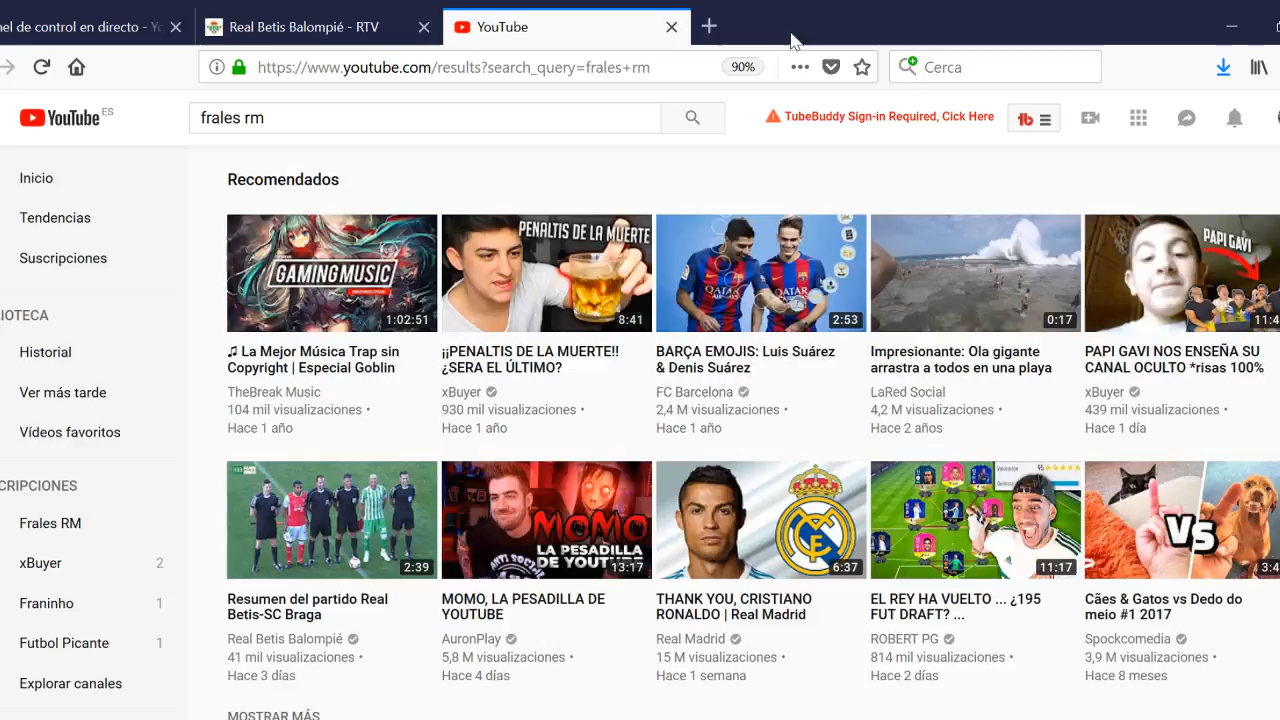 nel de control en directo - Yo
Real Betis Balompié - RTV
YouTube
https://www.youtube.com/results?search_query=frales+rm
90%
Cerca
YouTube ES
frales rm
TubeBuddy Sign-in Required, Click Here
tb
Inicio
Tendencias
Suscripciones
IOTECA
Historial
Ver más tarde
Vídeos favoritos
CRIPCIONES
Frales RM
xBuyer 2
Franinho 1
Futbol Picante 1
Explorar canales
Recomendados
GAMING MUSIC
1:02:51
PENALTIS DE LA MUERTE
8:41
2:53
0:17
PAPI GAVI
11:4
♫ La Mejor Música Trap sin
Copyright | Especial Goblin
TheBreak Music
104 mil visualizaciones •
Hace 1 año
¡¡PENALTIS DE LA MUERTE!!
¿SERA EL ÚLTIMO?
xBuyer
930 mil visualizaciones •
Hace 1 año
BARÇA EMOJIS: Luis Suárez
& Denis Suárez
FC Barcelona
2,4 M visualizaciones •
Hace 1 año
Impresionante: Ola gigante
arrastra a todos en una playa
LaRed Social
4,2 M visualizaciones •
Hace 2 años
PAPI GAVI NOS ENSEÑA SU
CANAL OCULTO *risas 100%
xBuyer
439 mil visualizaciones •
Hace 1 día
2:39
MOMO
LA PESADILLA
DE YOUTUBE
13:17
6:37
95
11:17
VS
3:4
Resumen del partido Real
Betis-SC Braga
Real Betis Balompié
41 mil visualizaciones •
Hace 3 días
MOMO, LA PESADILLA DE
YOUTUBE
AuronPlay
5,8 M visualizaciones •
Hace 4 días
THANK YOU, CRISTIANO
RONALDO | Real Madrid
Real Madrid
15 M visualizaciones •
Hace 1 semana
EL REY HA VUELTO ... ¿195
FUT DRAFT? ...
ROBERT PG
814 mil visualizaciones •
Hace 2 días
Cães & Gatos vs Dedo do
meio #1 2017
Spockcomedia
3,9 M visualizaciones •
Hace 8 meses
MOSTRAR MÁS